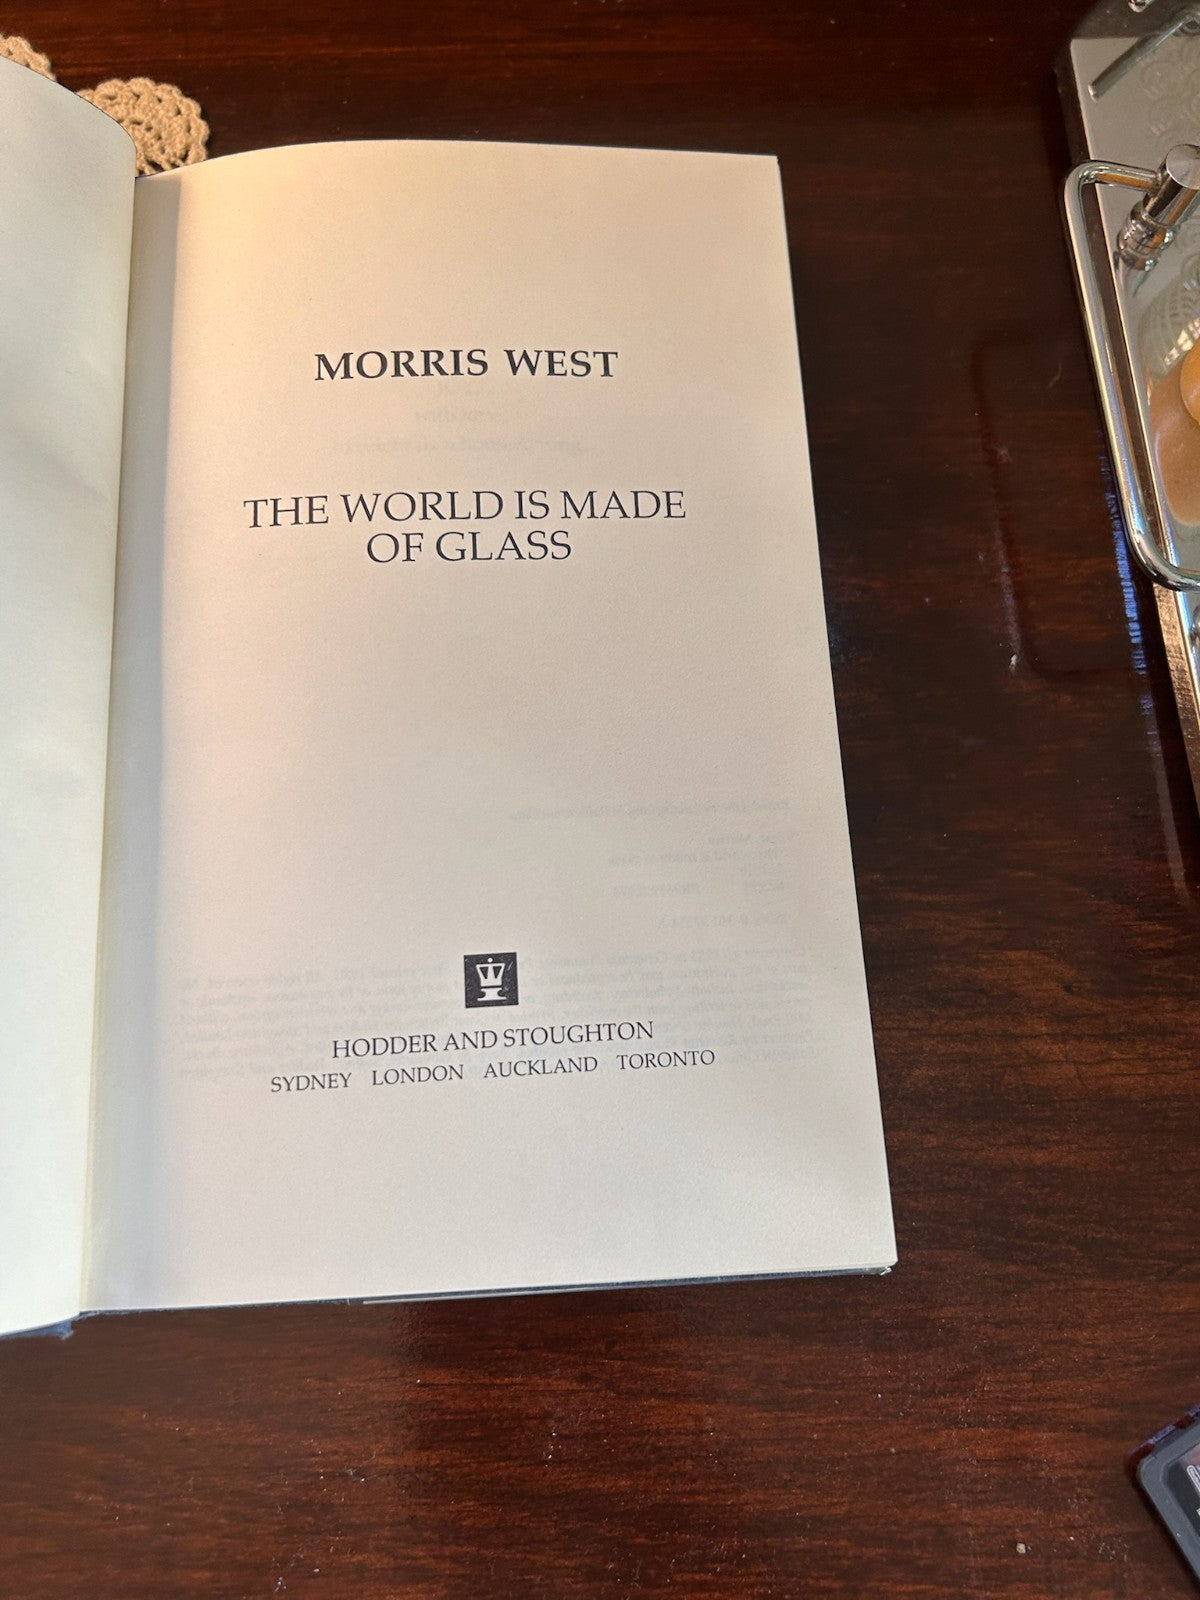 MORRIS WEST
THE WORLD IS MADE
OF GLASS
HODDER AND STOUGHTON
SYDNEY LONDON AUCKLAND TORONTO